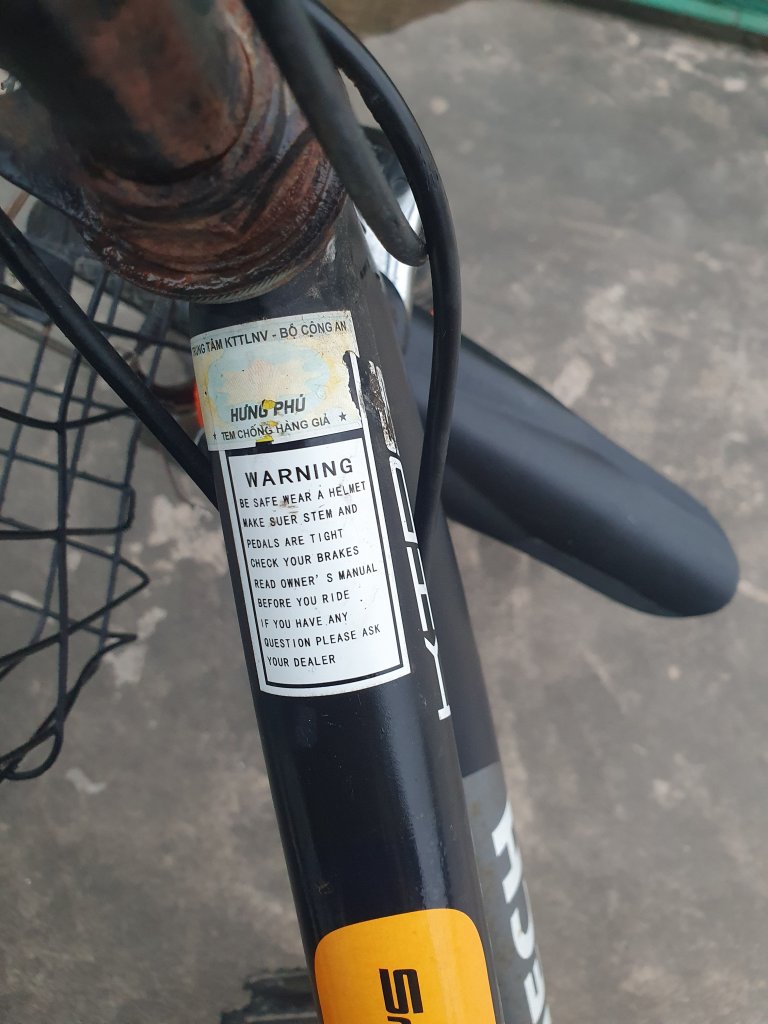 TRUNG TÂM KTTLNV - BỘ CÔNG AN
HƯNG PHÚ
★ TEM CHỐNG HÀNG GIẢ ★
WARNING
BE SAFE WEAR A HELMET
MAKE SUER STEM AND
PEDALS ARE TIGHT
CHECK YOUR BRAKES
READ OWNER'S MANUAL
BEFORE YOU RIDE .
IF YOU HAVE ANY
QUESTION PLEASE ASK
YOUR DEALER
ECH
S